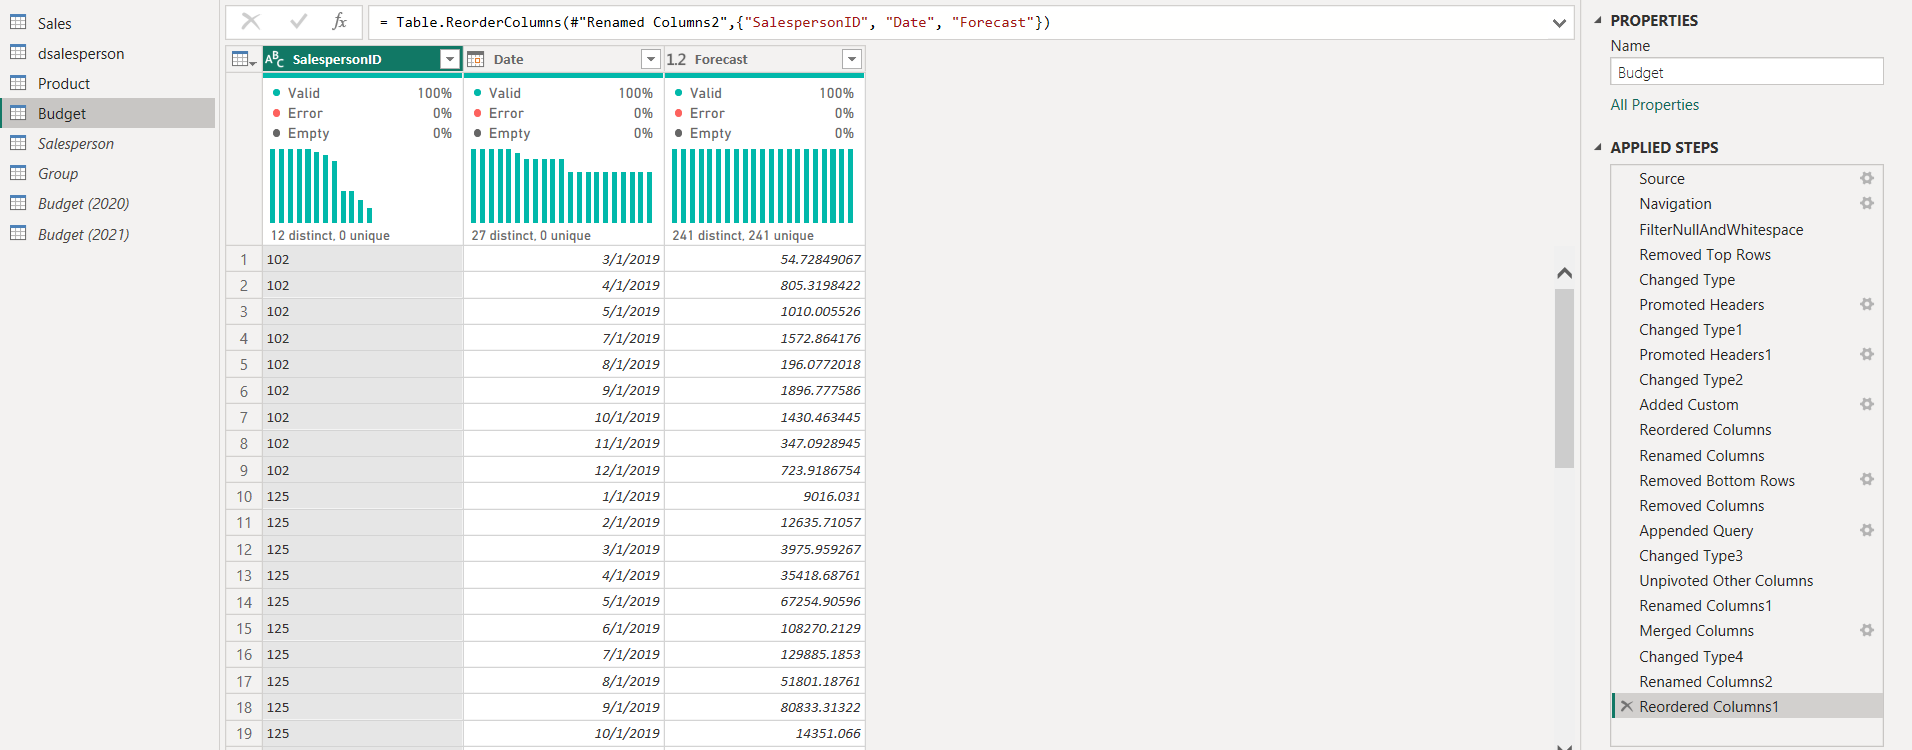 Sales
dsalesperson
Product
Budget
Salesperson
Group
Budget (2020)
Budget (2021)
fx = Table.ReorderColumns(#"Renamed Columns2",{"SalespersonID", "Date", "Forecast"})
ABC SalespersonID Date 1.2 Forecast
Valid 100% Valid 100% Valid 100%
Error 0% Error 0% Error 0%
Empty 0% Empty 0% Empty 0%
12 distinct, 0 unique 27 distinct, 0 unique 241 distinct, 241 unique
1 102 3/1/2019 54.72849067
2 102 4/1/2019 805.3198422
3 102 5/1/2019 1010.005526
4 102 7/1/2019 1572.864176
5 102 8/1/2019 196.0772018
6 102 9/1/2019 1896.777586
7 102 10/1/2019 1430.463445
8 102 11/1/2019 347.0928945
9 102 12/1/2019 723.9186754
10 125 1/1/2019 9016.031
11 125 2/1/2019 12635.71057
12 125 3/1/2019 3975.959267
13 125 4/1/2019 35418.68761
14 125 5/1/2019 67254.90596
15 125 6/1/2019 108270.2129
16 125 7/1/2019 129885.1853
17 125 8/1/2019 51801.18761
18 125 9/1/2019 80833.31322
19 125 10/1/2019 14351.066
PROPERTIES
Name
Budget
All Properties
APPLIED STEPS
Source
Navigation
FilterNullAndWhitespace
Removed Top Rows
Changed Type
Promoted Headers
Changed Type1
Promoted Headers1
Changed Type2
Added Custom
Reordered Columns
Renamed Columns
Removed Bottom Rows
Removed Columns
Appended Query
Changed Type3
Unpivoted Other Columns
Renamed Columns1
Merged Columns
Changed Type4
Renamed Columns2
Reordered Columns1